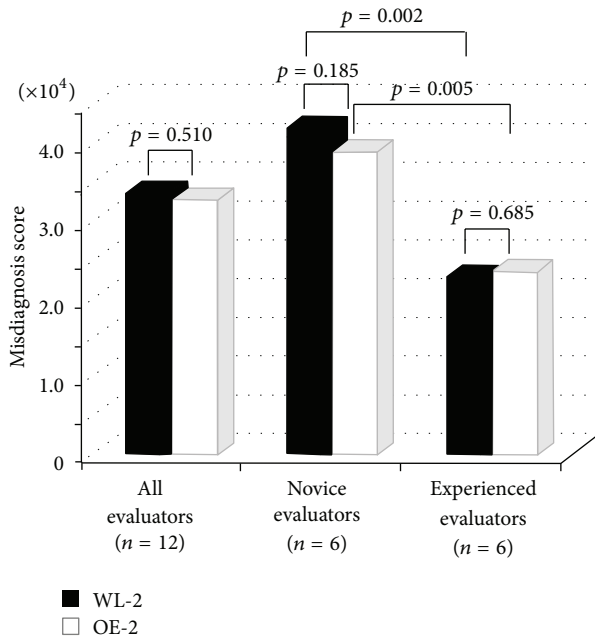 p = 0.002
p = 0.185
(×10⁴)
p = 0.005
p = 0.510
4.0
p = 0.685
3.0
2.0
1.0
0
Misdiagnosis score
All
evaluators
(n = 12)
Novice
evaluators
(n = 6)
Experienced
evaluators
(n = 6)
WL-2
OE-2